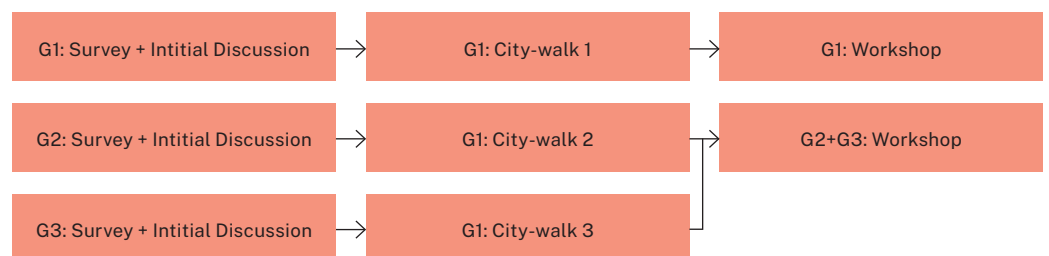 G1: Survey + Intitial Discussion
G1: City-walk 1
G1: Workshop
G2: Survey + Intitial Discussion
G1: City-walk 2
G2+G3: Workshop
G3: Survey + Intitial Discussion
G1: City-walk 3